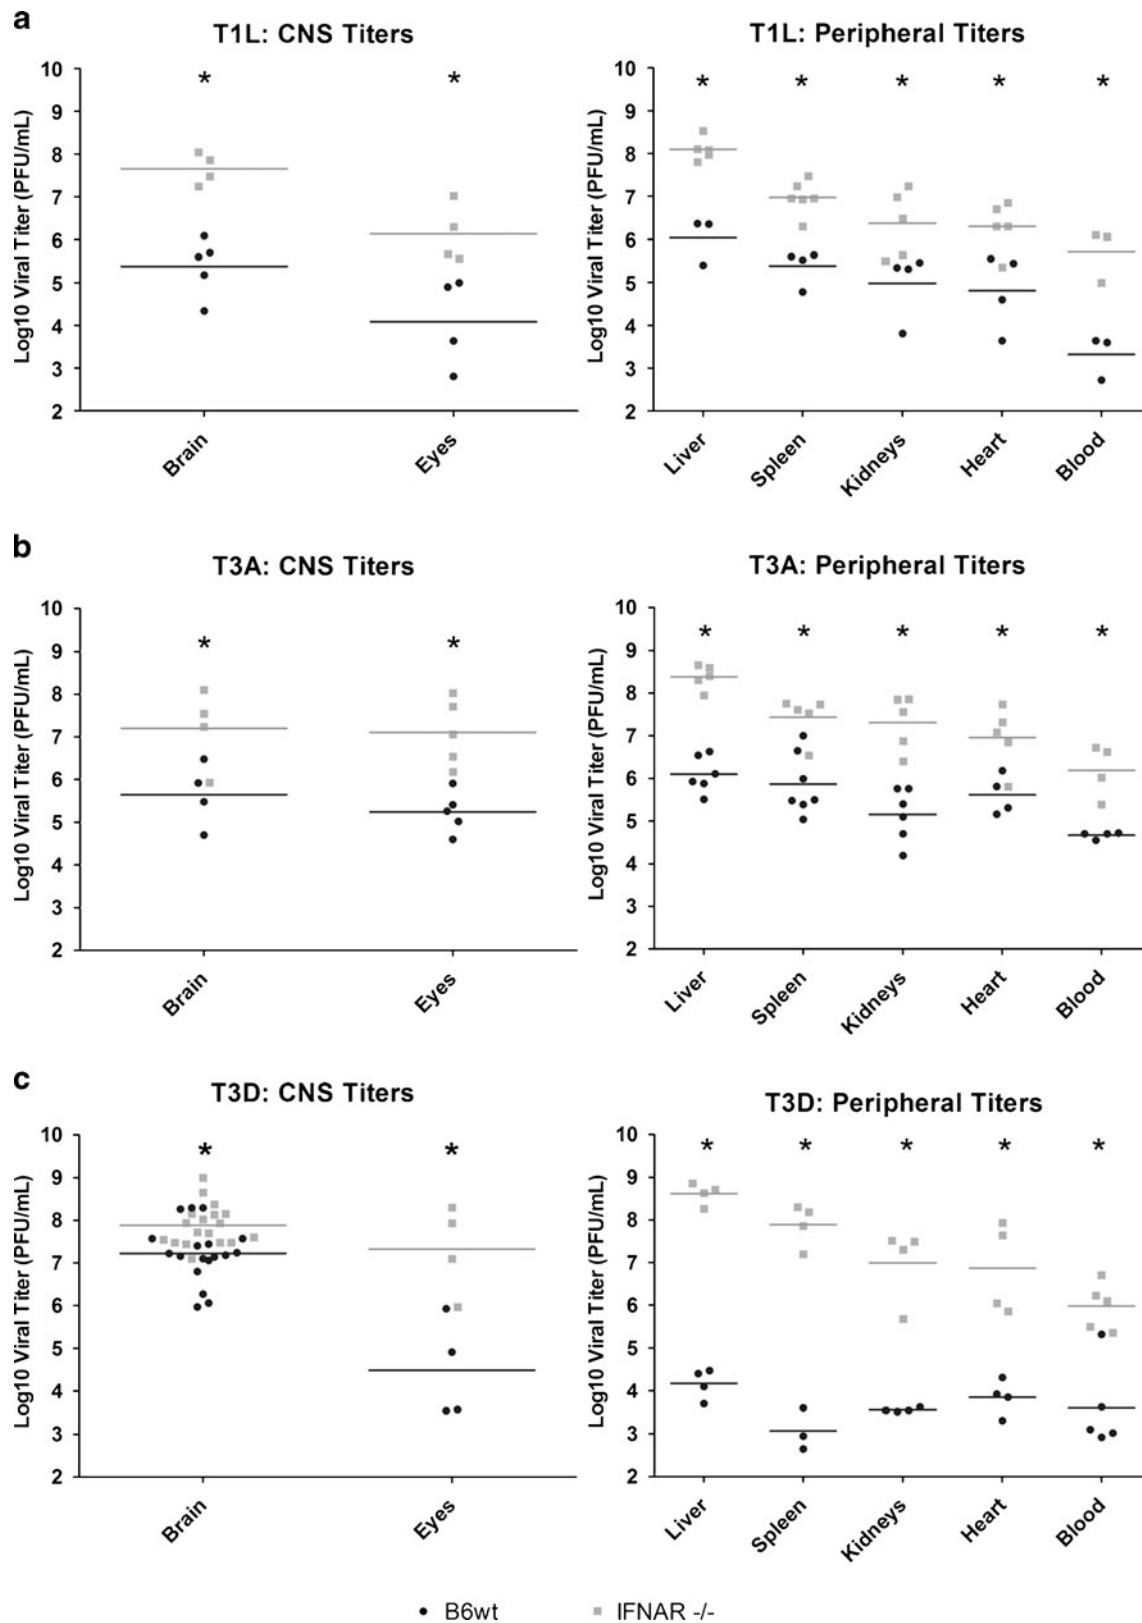 a
T1L: CNS Titers
T1L: Peripheral Titers
Log10 Viral Titer (PFU/mL)
10
9
8
7
6
5
4
3
2
*
*
Brain
Eyes
Log10 Viral Titer (PFU/mL)
10
9
8
7
6
5
4
3
2
*
*
*
*
*
Liver
Spleen
Kidneys
Heart
Blood
b
T3A: CNS Titers
T3A: Peripheral Titers
Log10 Viral Titer (PFU/mL)
10
9
8
7
6
5
4
3
2
*
*
Brain
Eyes
Log10 Viral Titer (PFU/mL)
10
9
8
7
6
5
4
3
2
*
*
*
*
*
Liver
Spleen
Kidneys
Heart
Blood
c
T3D: CNS Titers
T3D: Peripheral Titers
Log10 Viral Titer (PFU/mL)
10
9
8
7
6
5
4
3
2
*
*
Brain
Eyes
Log10 Viral Titer (PFU/mL)
10
9
8
7
6
5
4
3
2
*
*
*
*
*
Liver
Spleen
Kidneys
Heart
Blood
B6wt
IFNAR -/-